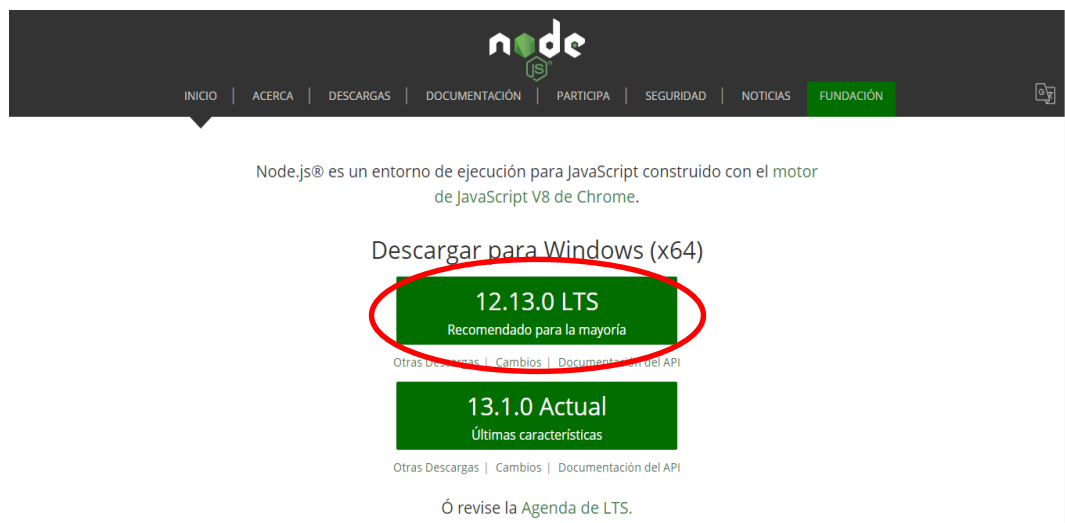 node
JS
INICIO | ACERCA | DESCARGAS | DOCUMENTACIÓN | PARTICIPA | SEGURIDAD | NOTICIAS FUNDACIÓN
Node.js® es un entorno de ejecución para JavaScript construido con el motor
de JavaScript V8 de Chrome.
Descargar para Windows (x64)
12.13.0 LTS
Recomendado para la mayoría
Otras Descargas | Cambios | Documentación del API
13.1.0 Actual
Últimas características
Otras Descargas | Cambios | Documentación del API
Ó revise la Agenda de LTS.